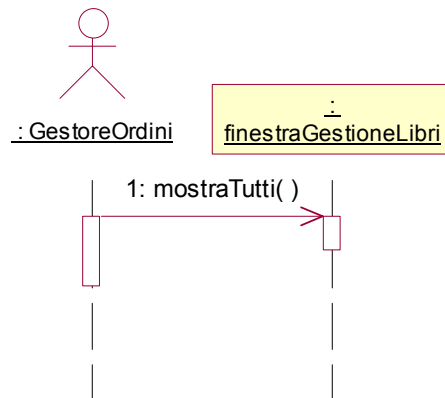 : GestoreOrdini
:
finestraGestioneLibri
1: mostraTutti( )